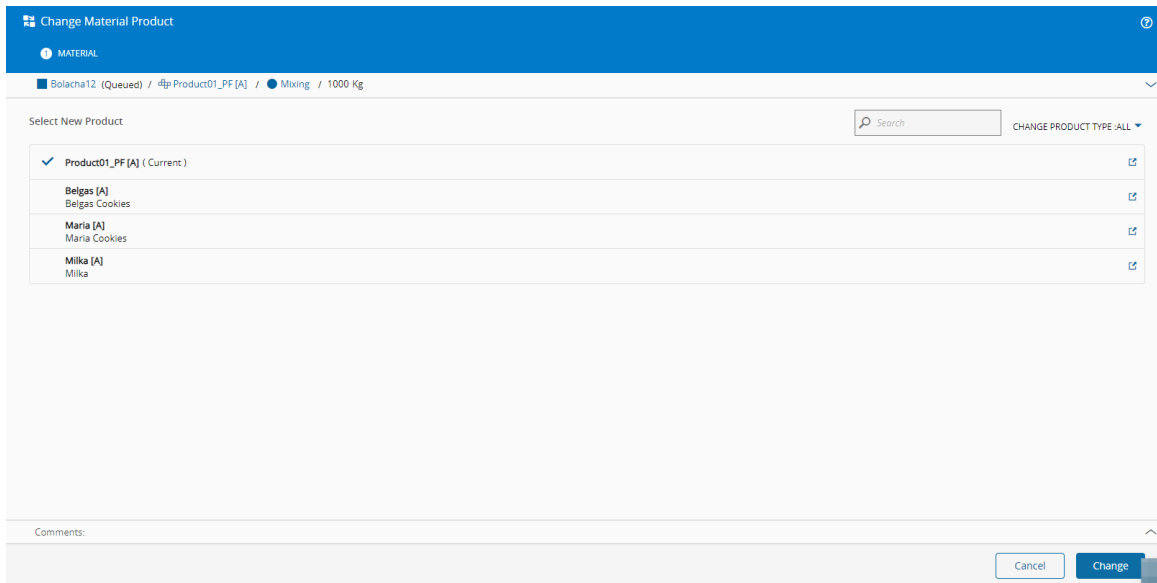 Change Material Product
1 MATERIAL
Bolacha12 (Queued) / Product01_PF [A] / Mixing / 1000 Kg
Select New Product
Search
CHANGE PRODUCT TYPE :ALL
Product01_PF [A] ( Current )
Belgas [A]
Belgas Cookies
Maria [A]
Maria Cookies
Milka [A]
Milka
Comments:
Cancel
Change